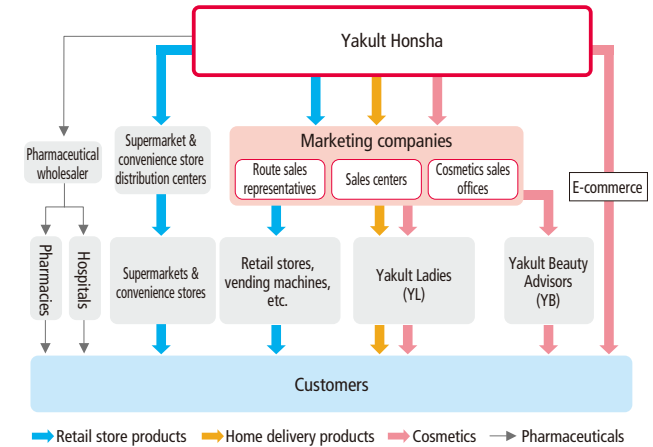 Yakult Honsha
Pharmaceutical
wholesaler
Supermarket &
convenience store
distribution centers
Marketing companies
Route sales
representatives
Sales centers
Cosmetics sales
offices
E-commerce
Pharmacies
Hospitals
Supermarkets &
convenience stores
Retail stores,
vending machines,
etc.
Yakult Ladies
(YL)
Yakult Beauty
Advisors
(YB)
Customers
Retail store products
Home delivery products
Cosmetics
Pharmaceuticals